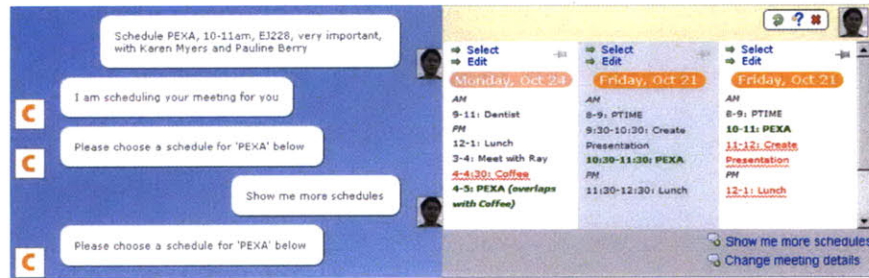 Schedule PEXA, 10-11am, EJ228, very important,
with Karen Myers and Pauline Berry
C
I am scheduling your meeting for you
C
Please choose a schedule for 'PEXA' below
Show me more schedules
C
Please choose a schedule for 'PEXA' below
?
Select
Edit
Monday, Oct 24
AM
9-11: Dentist
PM
12-1: Lunch
3-4: Meet with Ray
4-4:30: Coffee
4-5: PEXA (overlaps
with Coffee)
Select
Edit
Friday, Oct 21
AM
8-9: PTIME
9:30-10:30: Create
Presentation
10:30-11:30: PEXA
PM
11:30-12:30: Lunch
Select
Edit
Friday, Oct 21
AM
8-9: PTIME
10-11: PEXA
11-12: Create
Presentation
PM
12-1: Lunch
Show me more schedules
Change meeting details